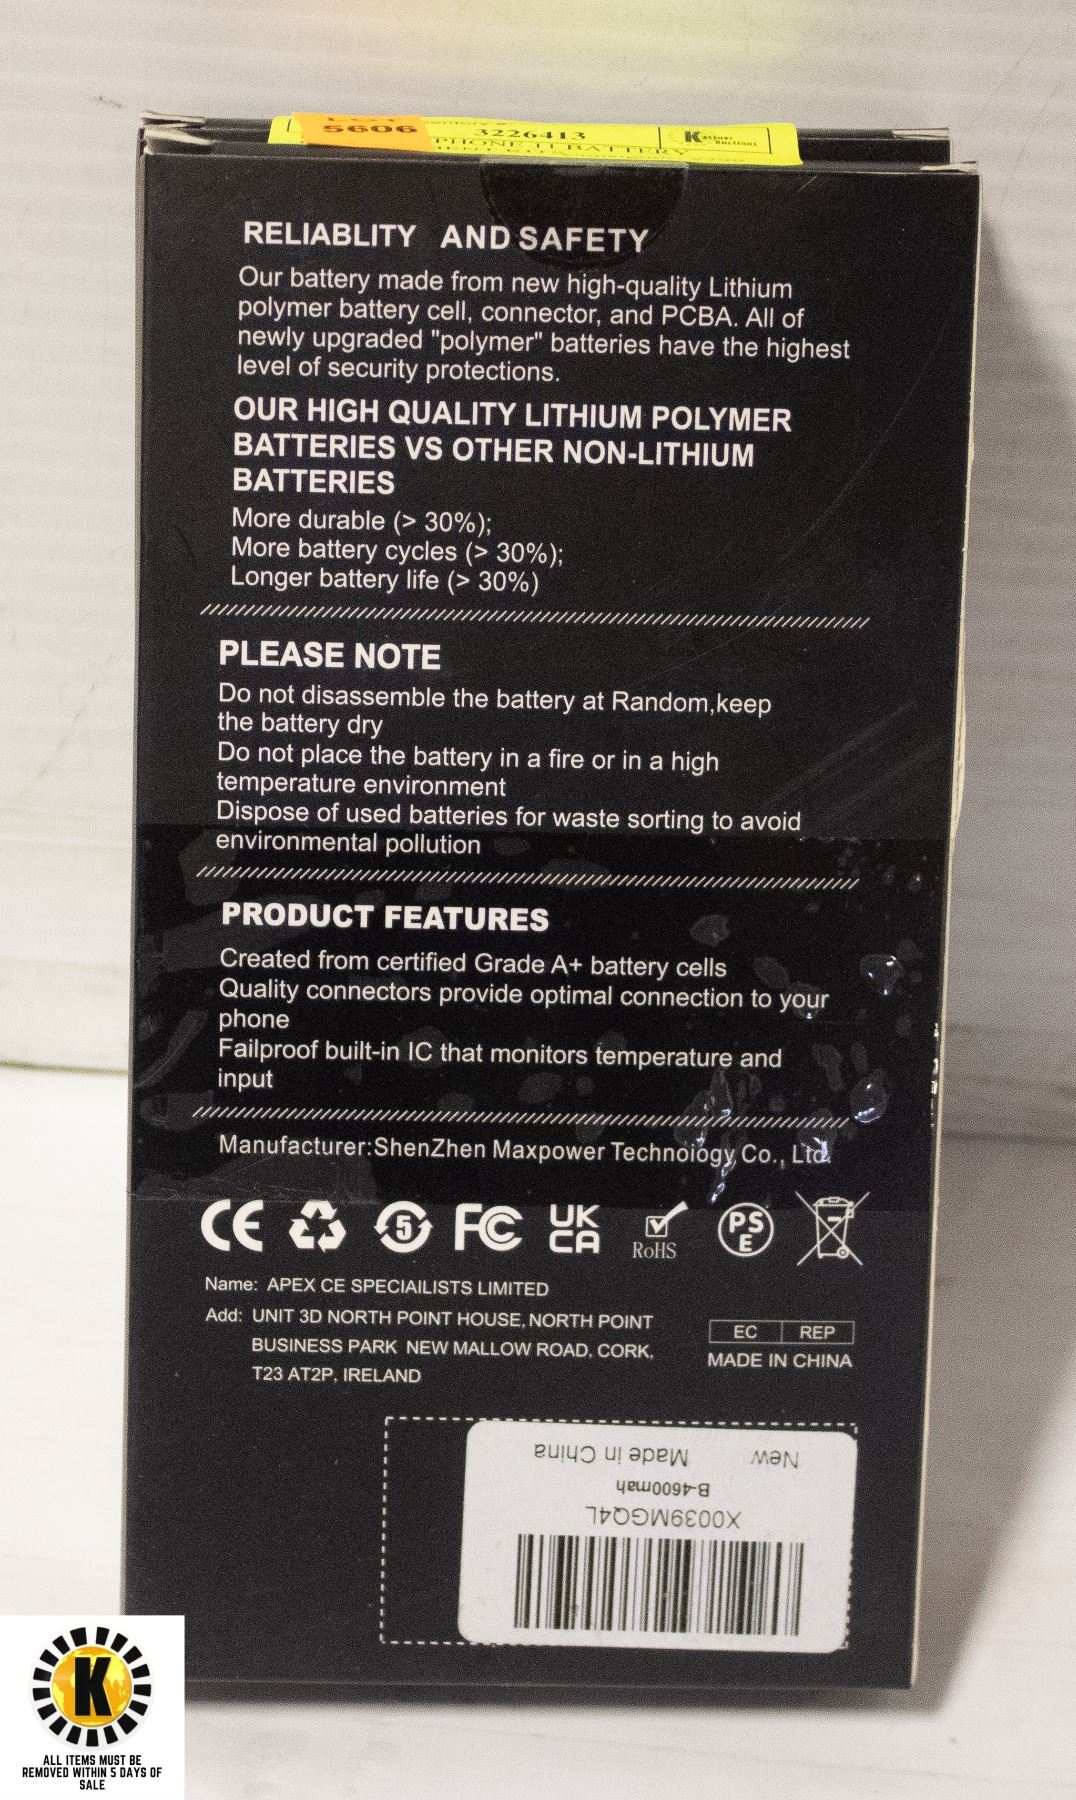 5606
3226413
PHONE 11 BATTERY
RELIABLITY AND SAFETY
Our battery made from new high-quality Lithium
polymer battery cell, connector, and PCBA. All of
newly upgraded "polymer" batteries have the highest
level of security protections.
OUR HIGH QUALITY LITHIUM POLYMER
BATTERIES VS OTHER NON-LITHIUM
BATTERIES
More durable (> 30%);
More battery cycles (> 30%);
Longer battery life (> 30%)
PLEASE NOTE
Do not disassemble the battery at Random,keep
the battery dry
Do not place the battery in a fire or in a high
temperature environment
Dispose of used batteries for waste sorting to avoid
environmental pollution
PRODUCT FEATURES
Created from certified Grade A+ battery cells
Quality connectors provide optimal connection to your
phone
Failproof built-in IC that monitors temperature and
input
Manufacturer:ShenZhen Maxpower Technoiogy Co., Ltd.
CE 5 FC UK CA RoHS PS E
Name: APEX CE SPECIAILISTS LIMITED
Add: UNIT 3D NORTH POINT HOUSE, NORTH POINT
BUSINESS PARK NEW MALLOW ROAD, CORK,
T23 AT2P, IRELAND
EC REP
MADE IN CHINA
X0039MGQ4L
B-4600mah
New Made in China
K
ALL ITEMS MUST BE
REMOVED WITHIN 5 DAYS OF
SALE